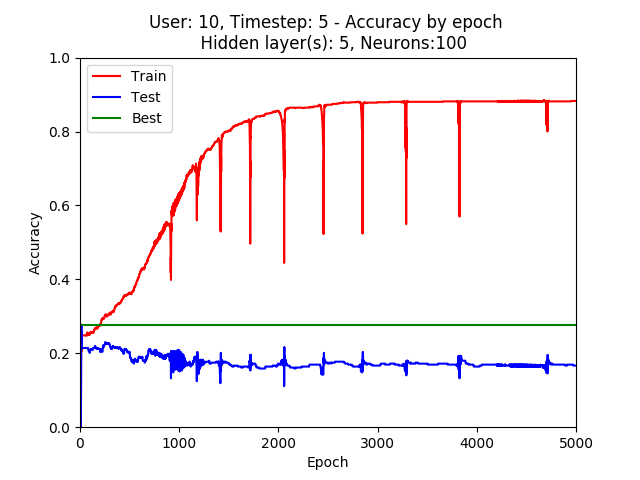 User: 10, Timestep: 5 - Accuracy by epoch
Hidden layer(s): 5, Neurons:100
1.0
0.8
0.6
0.4
0.2
0.0
Accuracy
Train
Test
Best
0 1000 2000 3000 4000 5000
Epoch